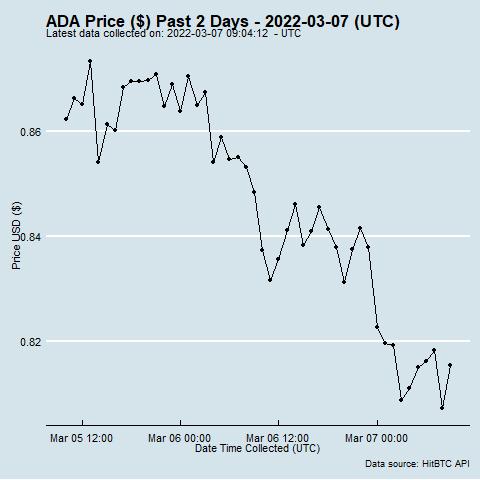 ADA Price ($) Past 2 Days - 2022-03-07 (UTC)
Latest data collected on: 2022-03-07 09:04:12 - UTC
0.86
0.84
0.82
Price USD ($)
Mar 05 12:00
Mar 06 00:00
Mar 06 12:00
Mar 07 00:00
Date Time Collected (UTC)
Data source: HitBTC API